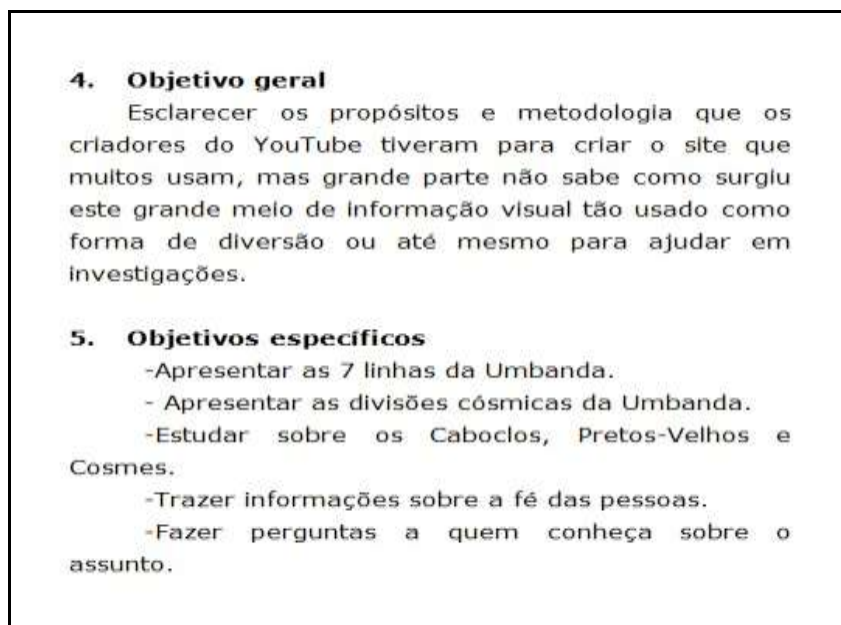 4. Objetivo geral
Esclarecer os propósitos e metodologia que os
criadores do YouTube tiveram para criar o site que
muitos usam, mas grande parte não sabe como surgiu
este grande meio de informação visual tão usado como
forma de diversão ou até mesmo para ajudar em
investigações.
5. Objetivos específicos
-Apresentar as 7 linhas da Umbanda.
- Apresentar as divisões cósmicas da Umbanda.
-Estudar sobre os Caboclos, Pretos-Velhos e
Cosmes.
-Trazer informações sobre a fé das pessoas.
-Fazer perguntas a quem conheça sobre o
assunto.